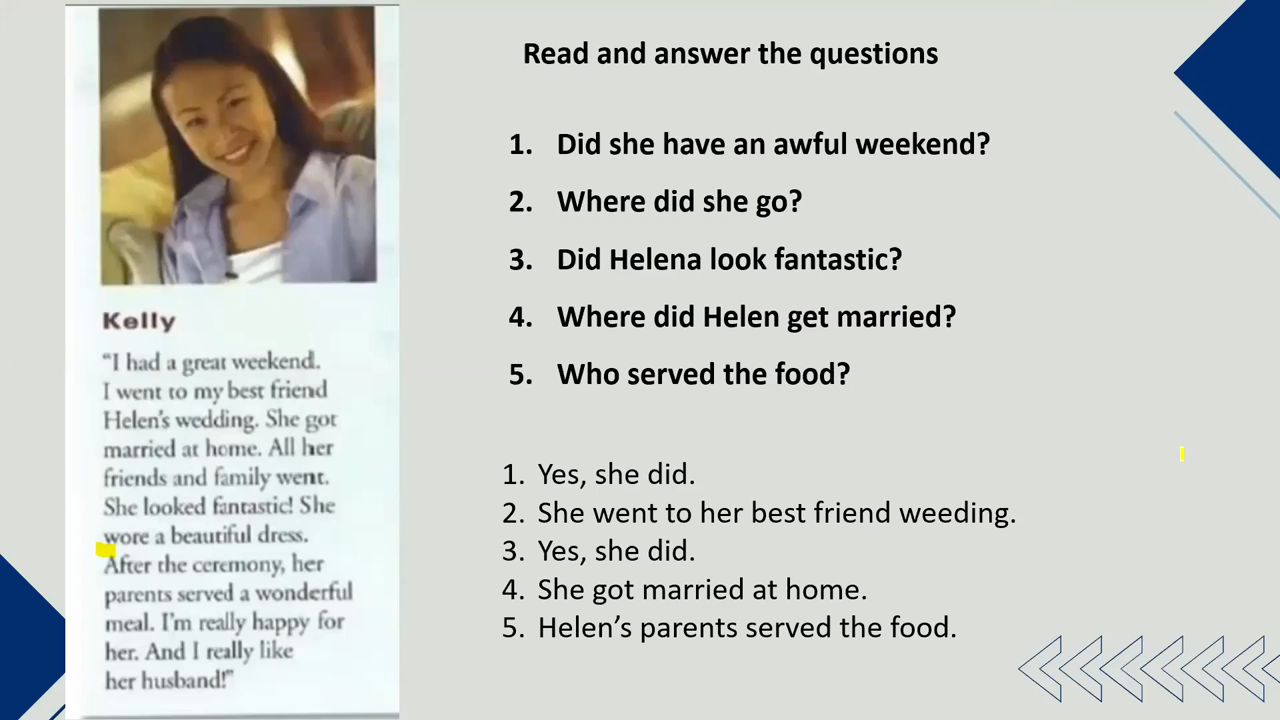 Kelly
"I had a great weekend.
I went to my best friend
Helen's wedding. She got
married at home. All her
friends and family went.
She looked fantastic! She
wore a beautiful dress.
After the ceremony, her
parents served a wonderful
meal. I'm really happy for
her. And I really like
her husband!"
Read and answer the questions
1. Did she have an awful weekend?
2. Where did she go?
3. Did Helena look fantastic?
4. Where did Helen get married?
5. Who served the food?
1. Yes, she did.
2. She went to her best friend weeding.
3. Yes, she did.
4. She got married at home.
5. Helen's parents served the food.